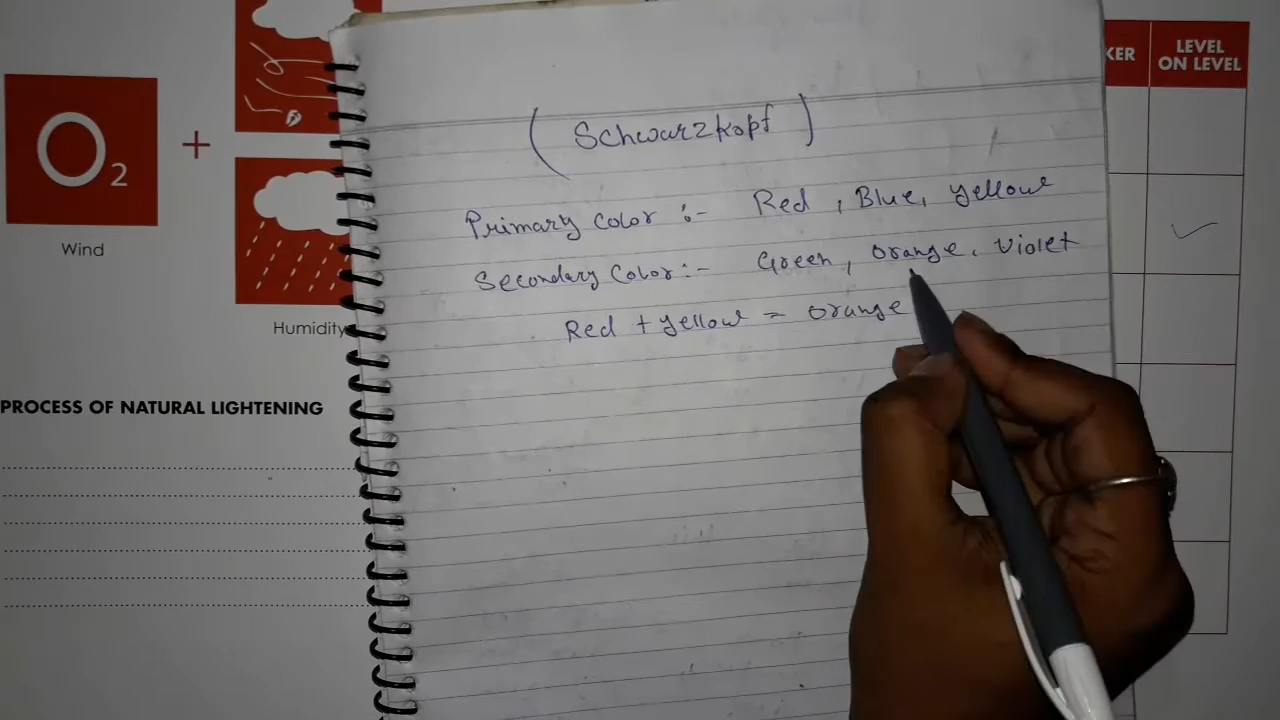 O2
Wind
+
Humidity
PROCESS OF NATURAL LIGHTENING
(Schwarzkopf)
Primary Color :- Red , Blue, yellow
Secondary Color :- Green , Orange, Violet
Red + yellow = Orange
KER
LEVEL
ON LEVEL